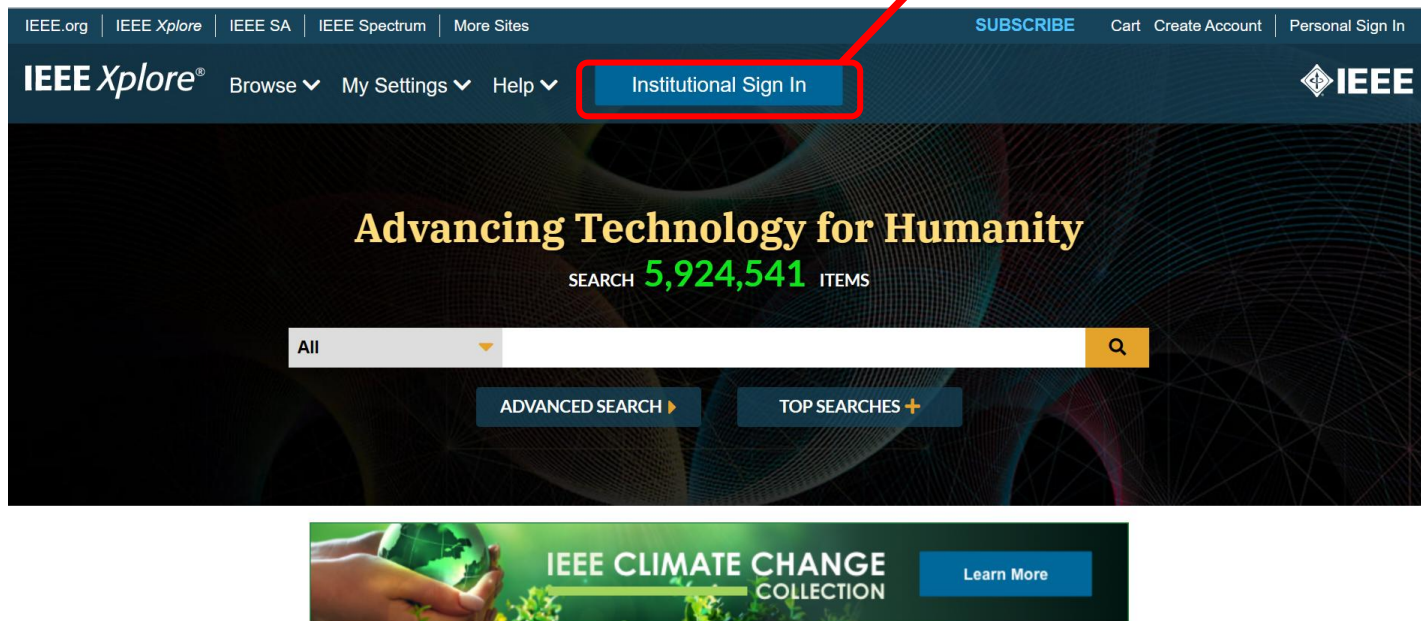 IEEE.org IEEE Xplore IEEE SA IEEE Spectrum More Sites SUBSCRIBE Cart Create Account Personal Sign In
IEEE Xplore® Browse My Settings Help Institutional Sign In IEEE
Advancing Technology for Humanity
SEARCH 5,924,541 ITEMS
All
ADVANCED SEARCH TOP SEARCHES
IEEE CLIMATE CHANGE
COLLECTION
Learn More